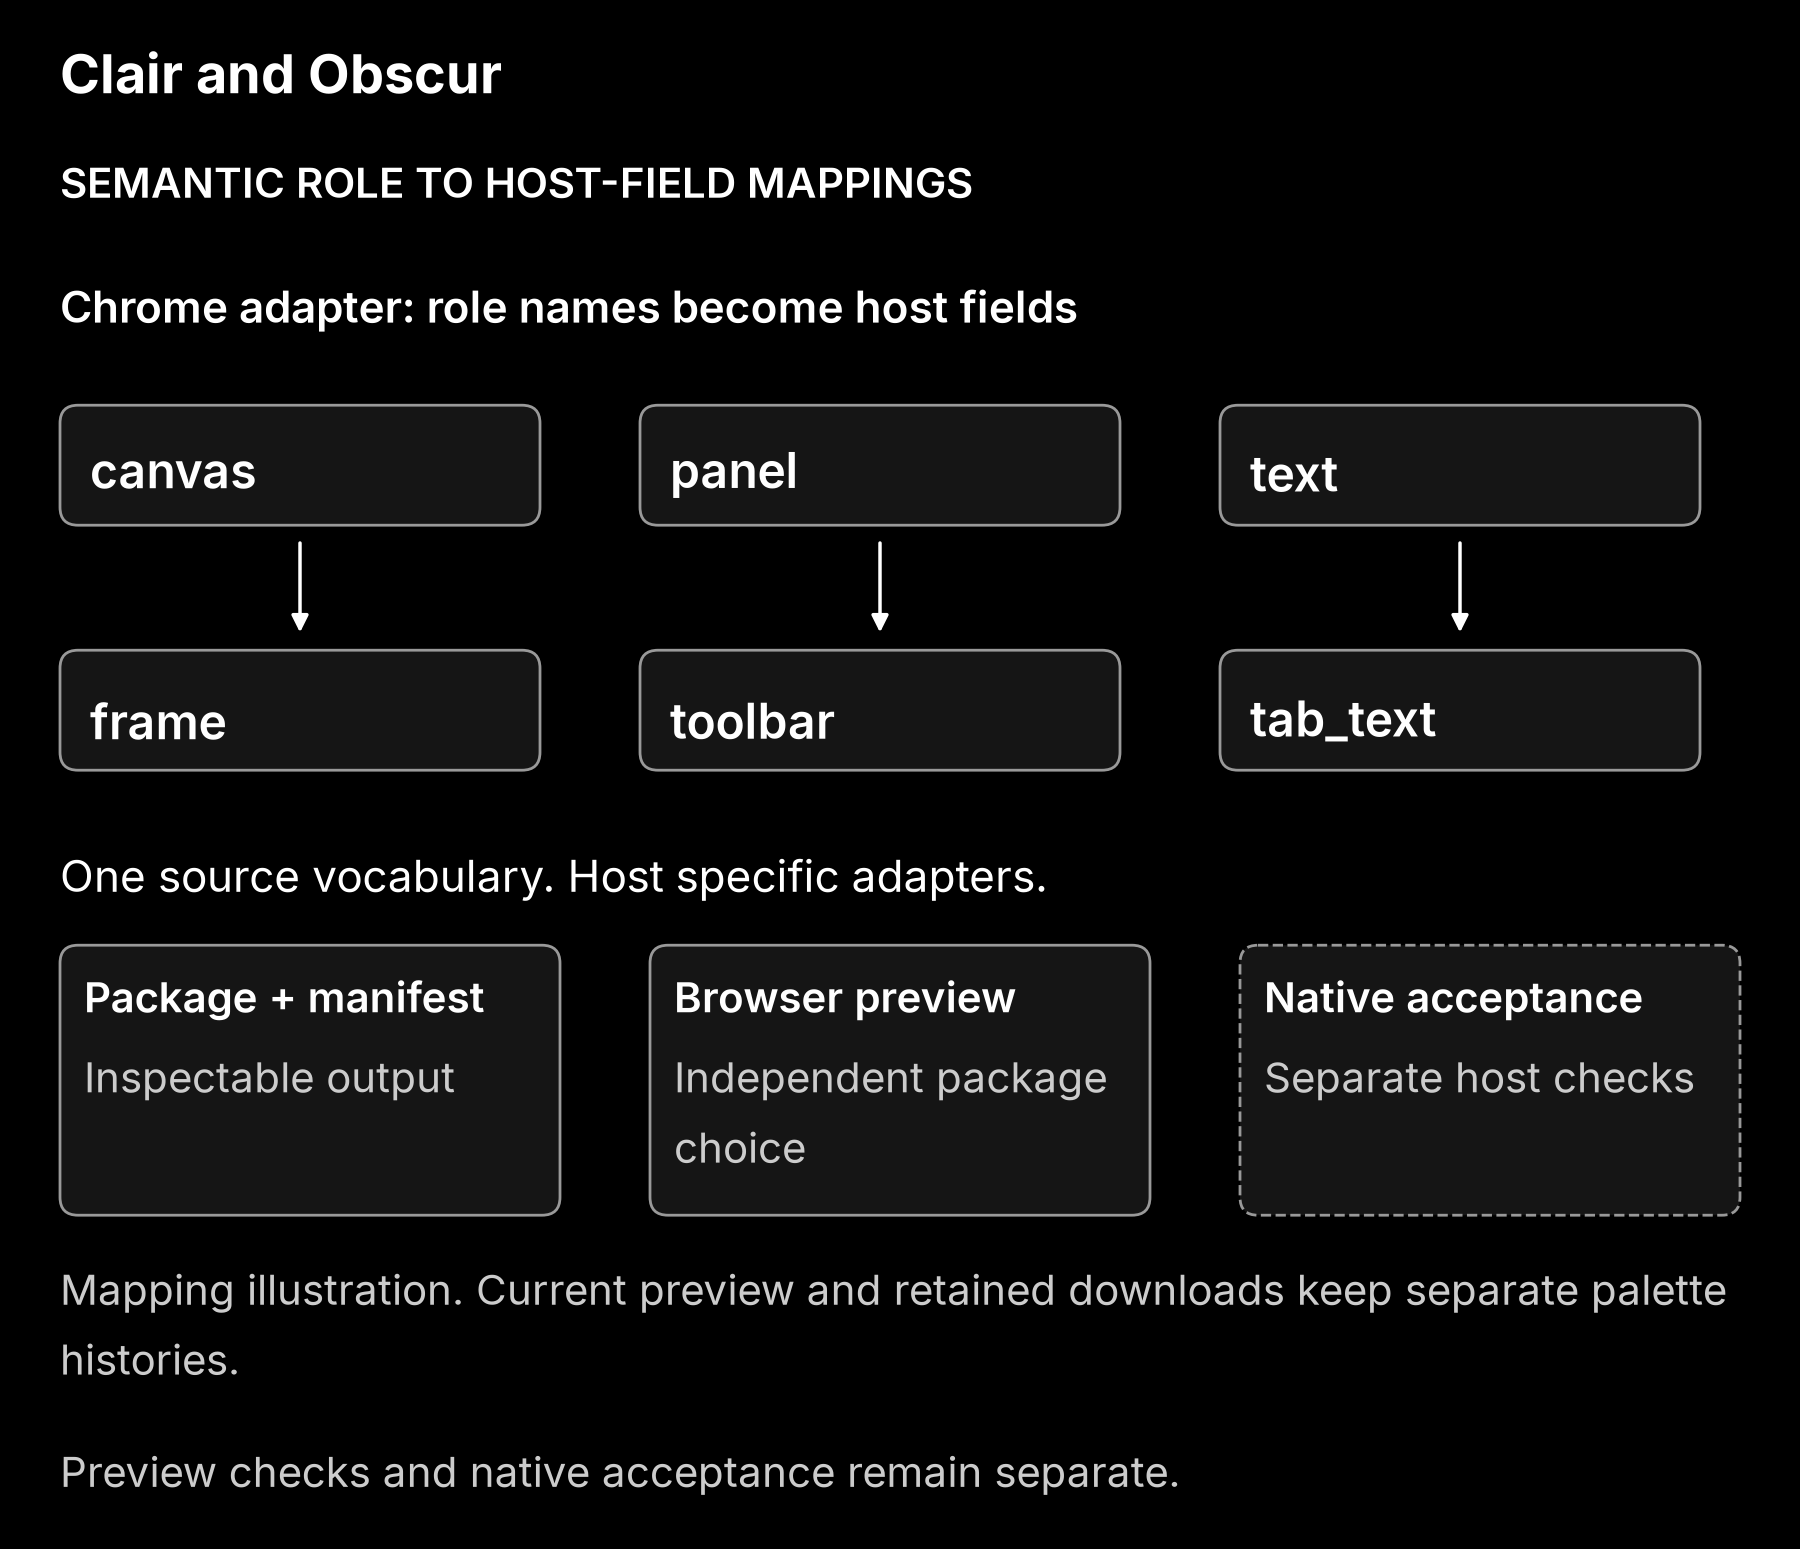 Clair and Obscur
SEMANTIC ROLE TO HOST-FIELD MAPPINGS
Chrome adapter: role names become host fields
canvas
panel
text
frame
toolbar
tab_text
One source vocabulary. Host specific adapters.
Package + manifest
Inspectable output
Browser preview
Independent package
choice
Native acceptance
Separate host checks
Mapping illustration. Current preview and retained downloads keep separate palette
histories.
Preview checks and native acceptance remain separate.